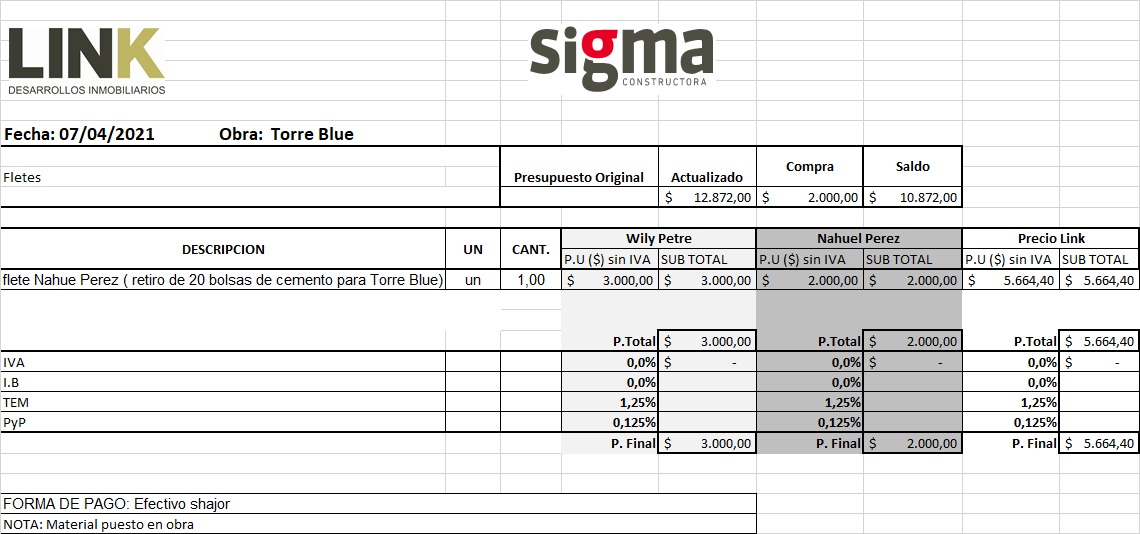 LINK
DESARROLLOS INMOBILIARIOS
sigma
CONSTRUCTORA
Fecha: 07/04/2021 Obra: Torre Blue
Fletes Presupuesto Original Actualizado Compra Saldo
$ 12.872,00 $ 2.000,00 $ 10.872,00
DESCRIPCION UN CANT. Wily Petre Nahuel Perez Precio Link
P.U ($) sin IVA SUB TOTAL P.U ($) sin IVA SUB TOTAL P.U ($) sin IVA SUB TOTAL
flete Nahue Perez ( retiro de 20 bolsas de cemento para Torre Blue) un 1,00 $ 3.000,00 $ 3.000,00 $ 2.000,00 $ 2.000,00 $ 5.664,40 $ 5.664,40
P.Total $ 3.000,00 P.Total $ 2.000,00 P.Total $ 5.664,40
IVA 0,0% $ - 0,0% $ - 0,0% $ -
I.B 0,0% 0,0% 0,0%
TEM 1,25% 1,25% 1,25%
PyP 0,125% 0,125% 0,125%
P. Final $ 3.000,00 P. Final $ 2.000,00 P. Final $ 5.664,40
FORMA DE PAGO: Efectivo shajor
NOTA: Material puesto en obra